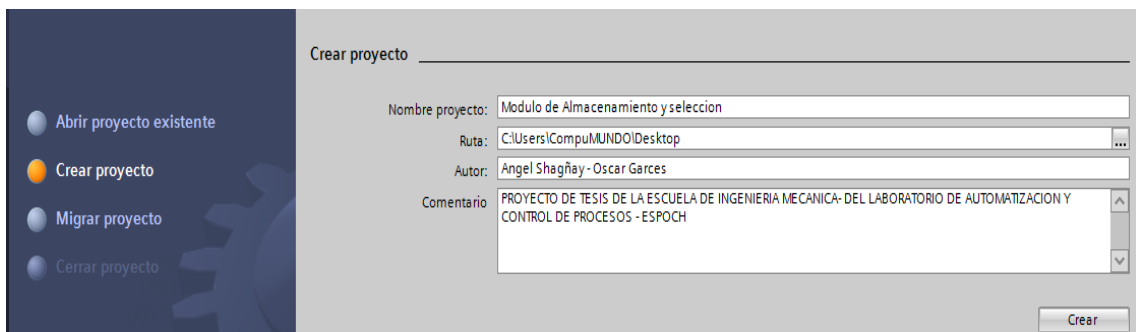 Abrir proyecto existente
Crear proyecto
Migrar proyecto
Cerrar proyecto
Crear proyecto
Nombre proyecto: Modulo de Almacenamiento y seleccion
Ruta: C:\Users\CompuMUNDO\Desktop ...
Autor: Angel Shagñay - Oscar Garces
Comentario PROYECTO DE TESIS DE LA ESCUELA DE INGENIERIA MECANICA- DEL LABORATORIO DE AUTOMATIZACION Y
CONTROL DE PROCESOS - ESPOCH
Crear